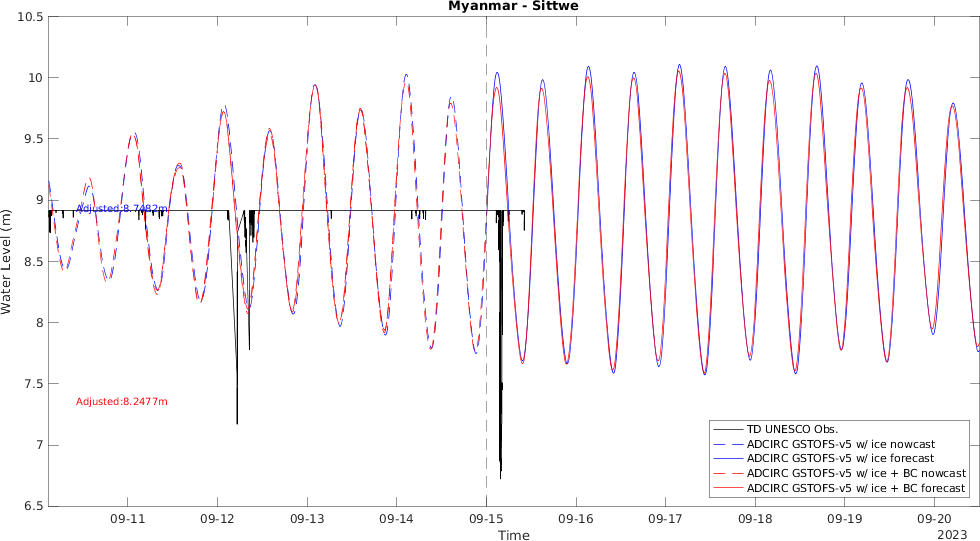 Myanmar - Sittwe
10.5
10
9.5
9
8.5
8
7.5
7
6.5
Water Level (m)
Adjusted:8.7482m
Adjusted:8.2477m
TD UNESCO Obs.
ADCIRC GSTOFS-v5 w/ ice nowcast
ADCIRC GSTOFS-v5 w/ ice forecast
ADCIRC GSTOFS-v5 w/ ice + BC nowcast
ADCIRC GSTOFS-v5 w/ ice + BC forecast
09-11 09-12 09-13 09-14 09-15 09-16 09-17 09-18 09-19 09-20
Time
2023